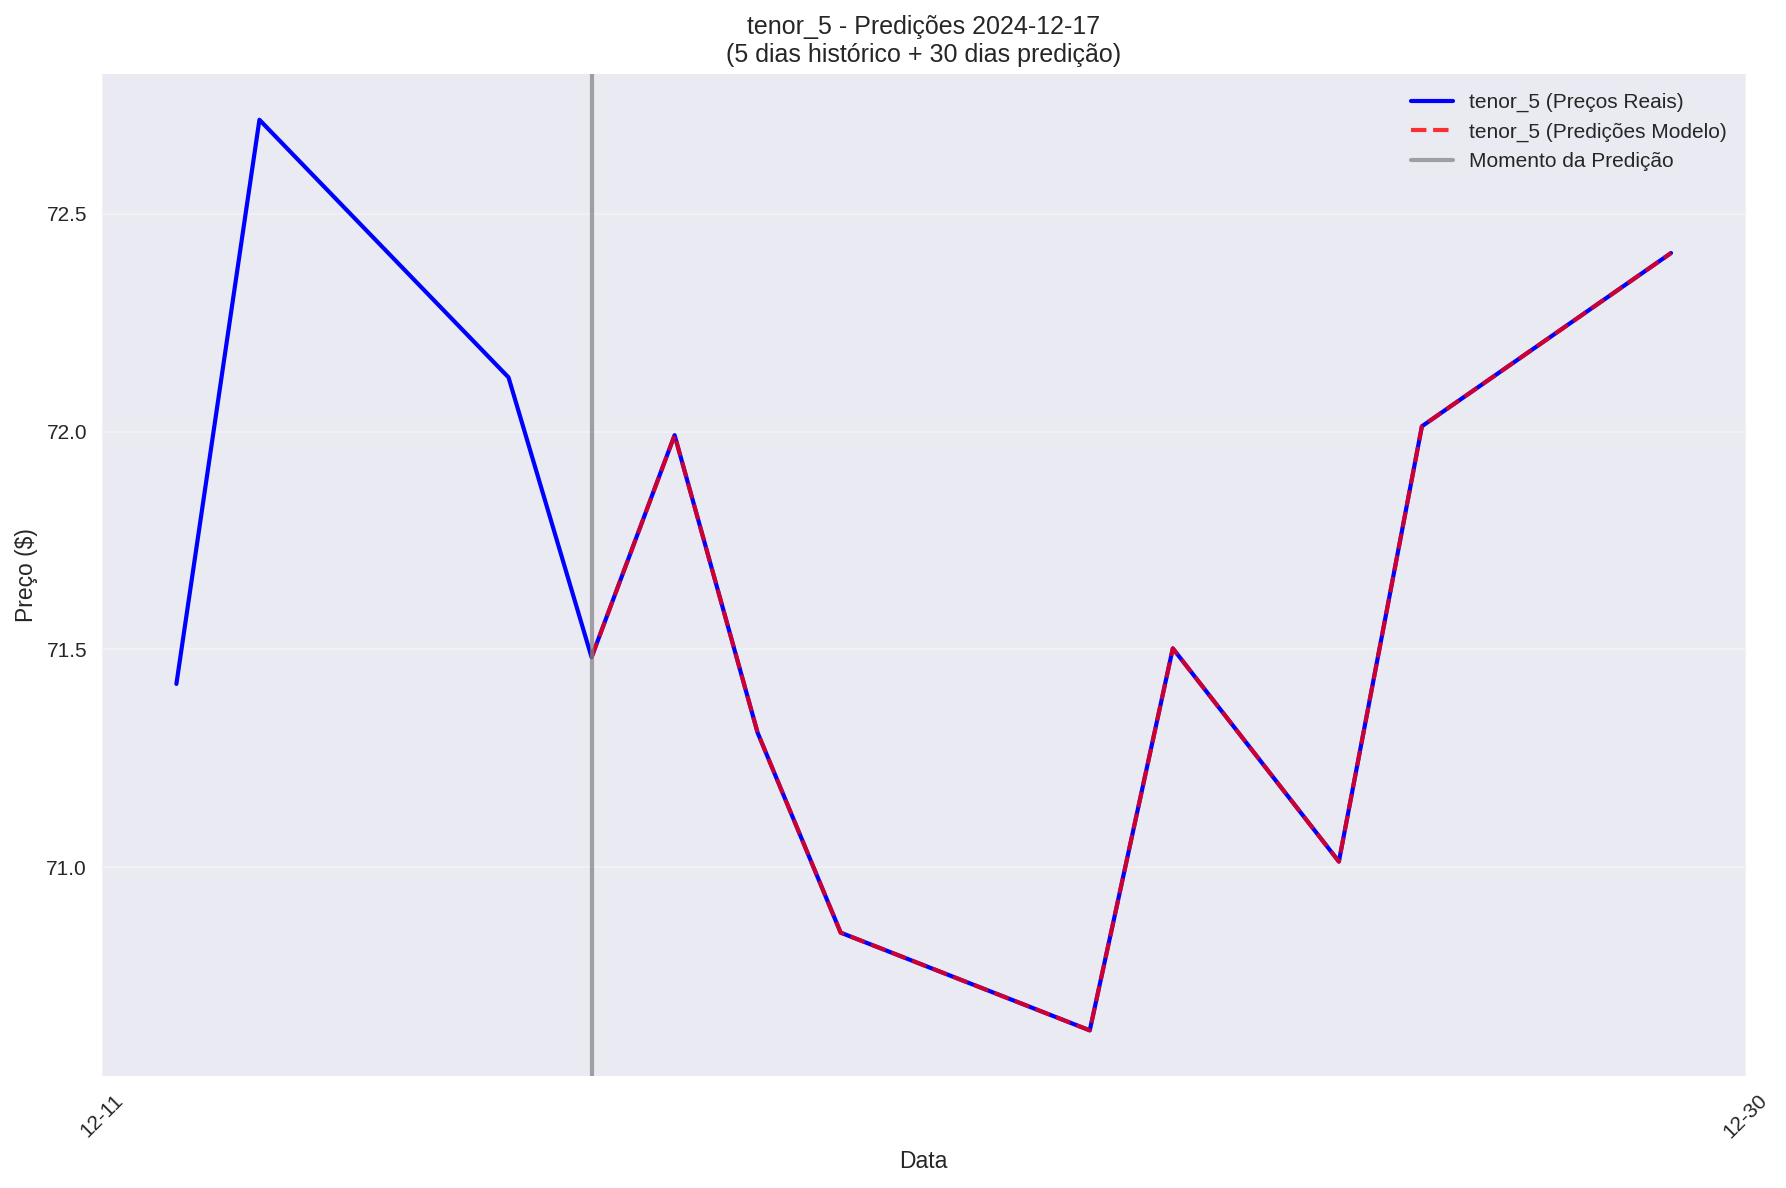 tenor_5 - Predições 2024-12-17
(5 dias histórico + 30 dias predição)
tenor_5 (Preços Reais)
tenor_5 (Predições Modelo)
Momento da Predição
72.5
72.0
71.5
71.0
Preço ($)
12-11
12-30
Data